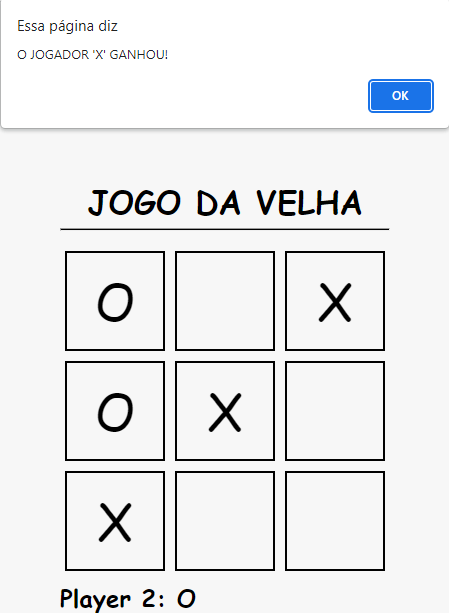 Essa página diz
O JOGADOR 'X' GANHOU!
OK
JOGO DA VELHA
O X
O X
X
Player 2: O